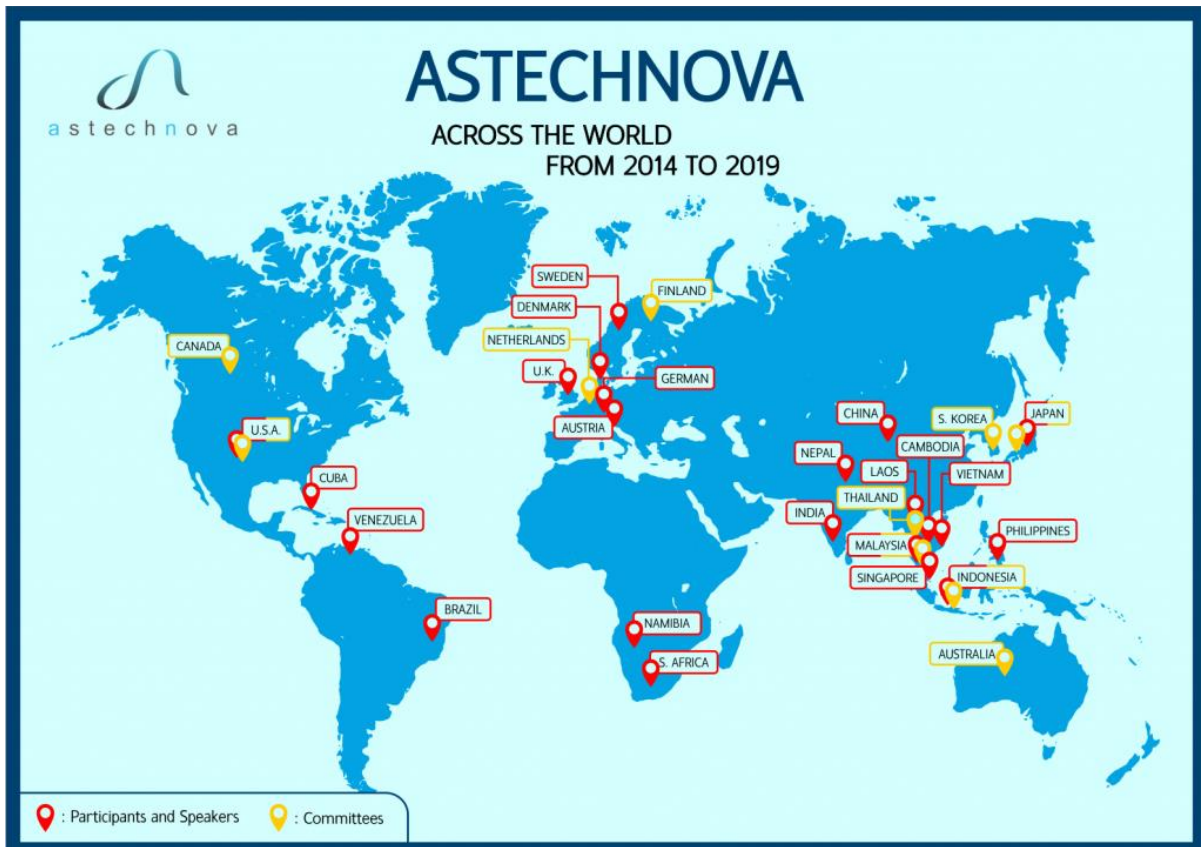 astechnova
ASTECHNOVA
ACROSS THE WORLD
FROM 2014 TO 2019
SWEDEN
FINLAND
DENMARK
NETHERLANDS
CANADA
U.K.
GERMAN
AUSTRIA
U.S.A.
CHINA
S. KOREA
JAPAN
CAMBODIA
NEPAL
LAOS
VIETNAM
CUBA
THAILAND
VENEZUELA
INDIA
PHILIPPINES
MALAYSIA
SINGAPORE
INDONESIA
BRAZIL
NAMIBIA
S. AFRICA
AUSTRALIA
: Participants and Speakers
: Committees